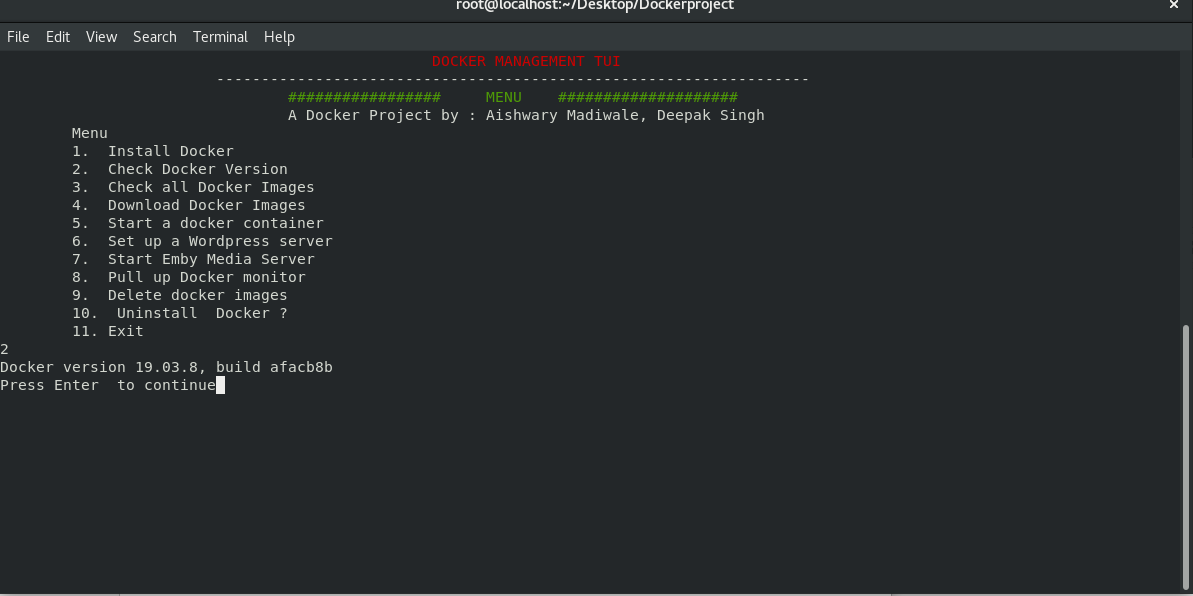 root@localhost:~/Desktop/Dockerproject ×
File Edit View Search Terminal Help
DOCKER MANAGEMENT TUI
------------------------------------------------------------------
################# MENU ####################
A Docker Project by : Aishwary Madiwale, Deepak Singh
Menu
1. Install Docker
2. Check Docker Version
3. Check all Docker Images
4. Download Docker Images
5. Start a docker container
6. Set up a Wordpress server
7. Start Emby Media Server
8. Pull up Docker monitor
9. Delete docker images
10. Uninstall Docker ?
11. Exit
2
Docker version 19.03.8, build afacb8b
Press Enter to continue